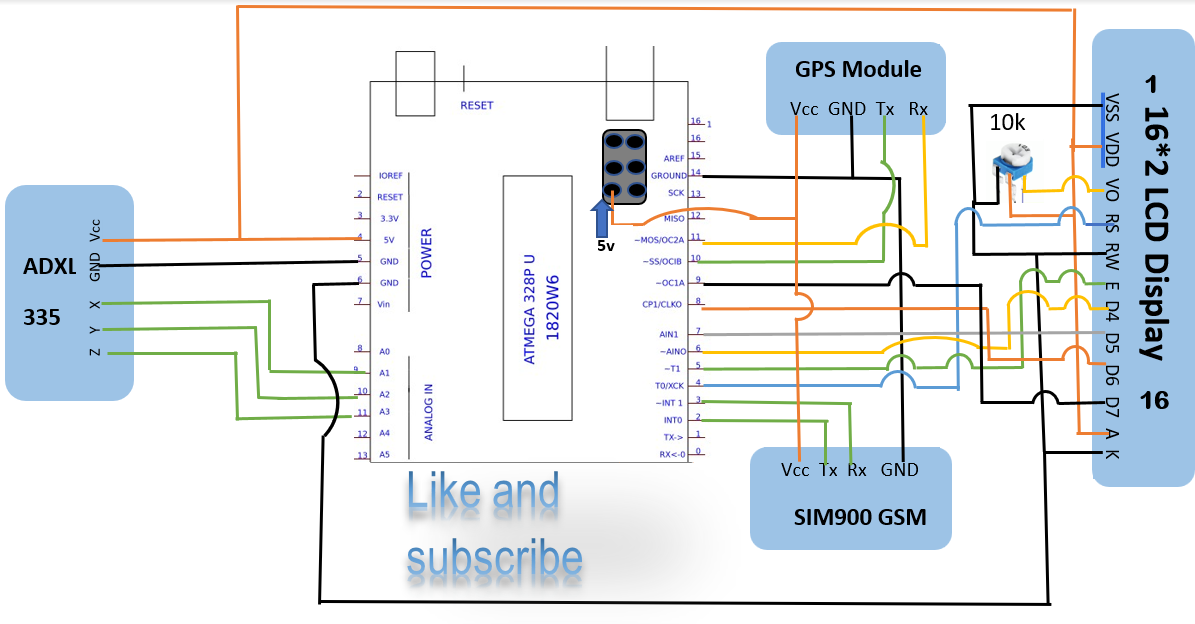 ADXL
335
Vcc
GND
X
Y
Z
RESET
IOREF
2 RESET
3 3.3V
4 5V
5 GND
6 GND
7 Vin
POWER
8 A0
9 A1
10 A2
11 A3
12 A4
13 A5
ANALOG IN
ATMEGA 328P U
1820W6
5v
16 1
16
AREF 15
GROUND 14
SCK 13
MISO 12
~MOS/OC2A 11
~SS/OCIB 10
~OC1A 9
CP1/CLKO 8
AIN1 7
~AINO 6
~T1 5
T0/XCK 4
~INT 1 3
INT0 2
TX-> 1
RX<-0 0
GPS Module
Vcc GND Tx Rx
10k
1 16*2 LCD Display 16
VSS
VDD
VO
RS
RW
E
D4
D5
D6
D7
A
K
Vcc Tx Rx GND
SIM900 GSM
Like and
subscribe